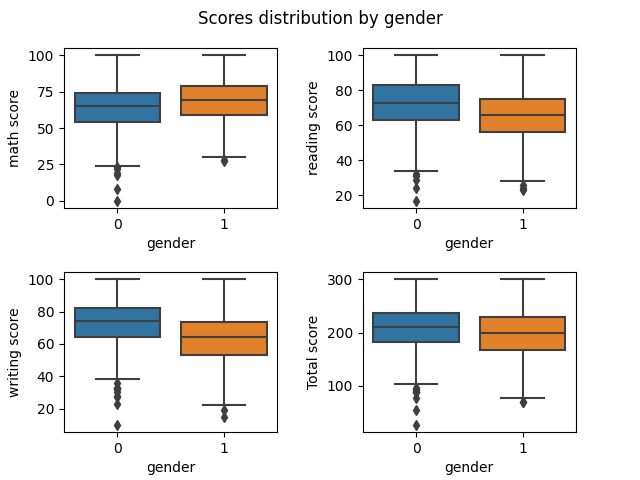 Scores distribution by gender
100
75
50
25
0
math score
0 1
gender
100
80
60
40
20
reading score
0 1
gender
100
80
60
40
20
writing score
0 1
gender
300
200
100
Total score
0 1
gender